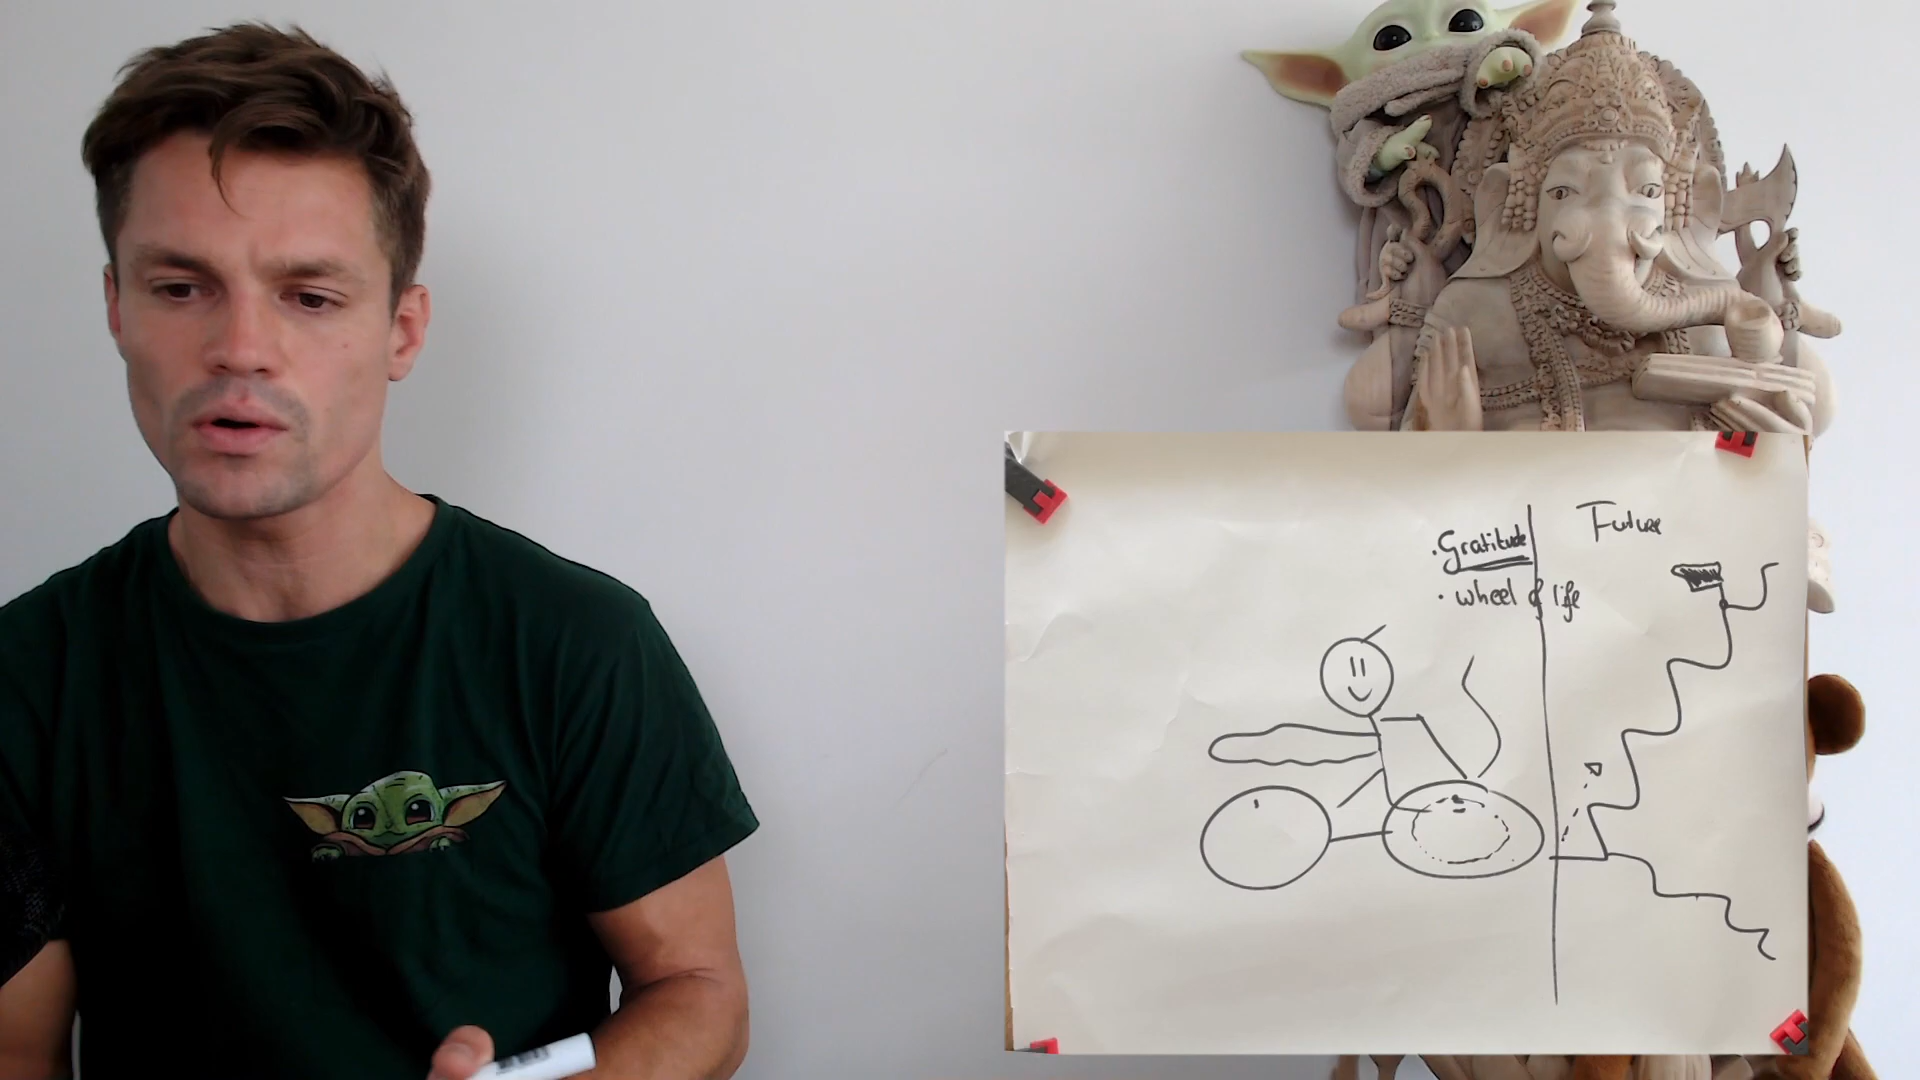 Future
· Gratitude
· wheel of life